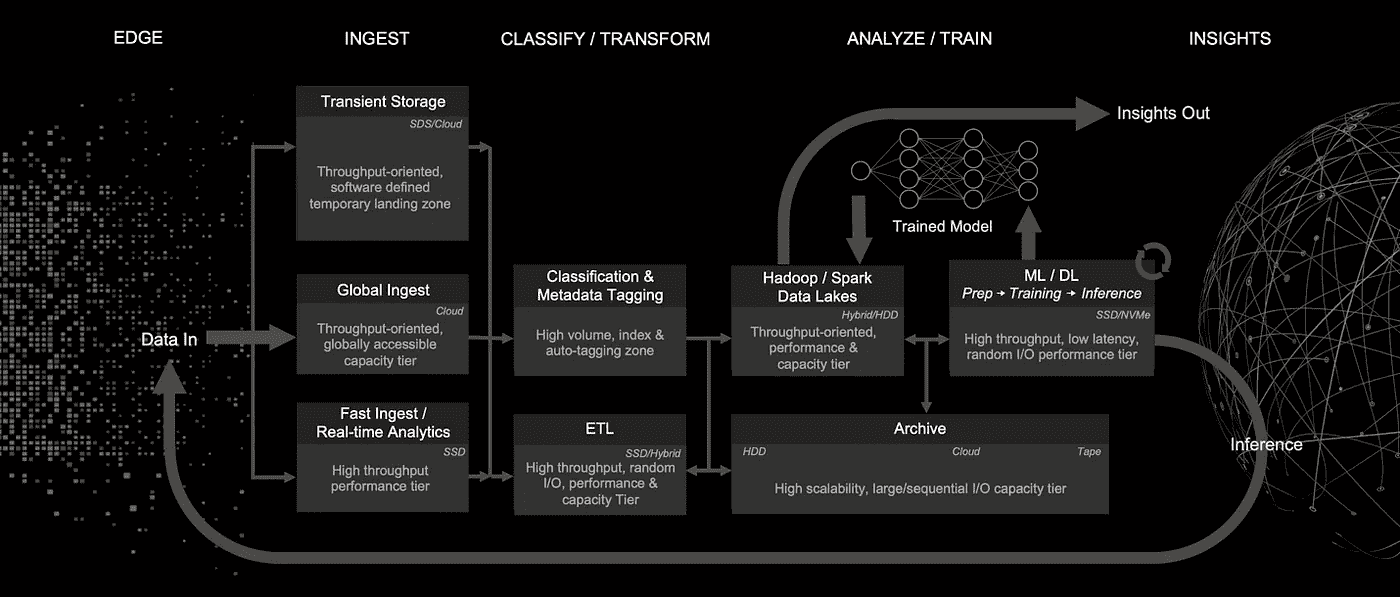 EDGE
INGEST
CLASSIFY / TRANSFORM
ANALYZE / TRAIN
INSIGHTS
Data In
Transient Storage
SDS/Cloud
Throughput-oriented,
software defined
temporary landing zone
Global Ingest
Cloud
Throughput-oriented,
globally accessible
capacity tier
Fast Ingest /
Real-time Analytics
SSD
High throughput
performance tier
Classification &
Metadata Tagging
High volume, index &
auto-tagging zone
ETL
SSD/Hybrid
High throughput, random
I/O, performance &
capacity Tier
Insights Out
Trained Model
Hadoop / Spark
Data Lakes
Hybrid/HDD
Throughput-oriented,
performance &
capacity tier
ML / DL
Prep → Training → Inference
SSD/NVMe
High throughput, low latency,
random I/O performance tier
Archive
HDD Cloud Tape
High scalability, large/sequential I/O capacity tier
Inference